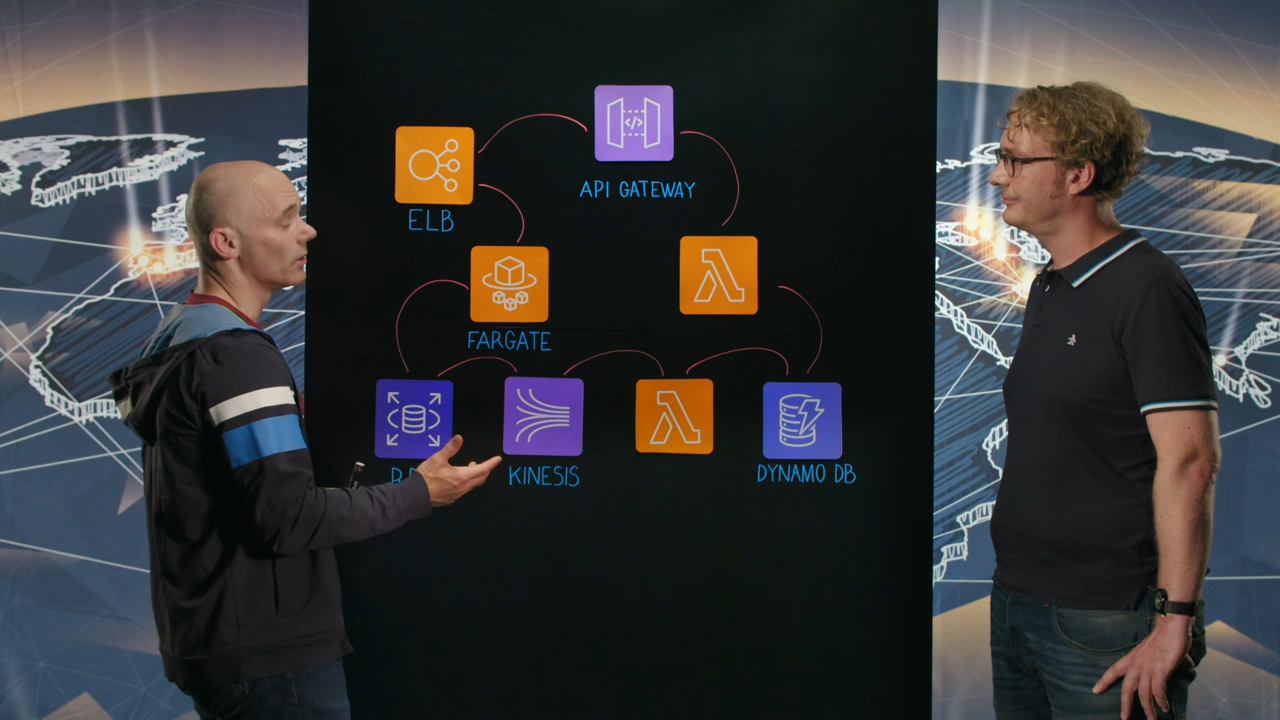 API GATEWAY
ELB
FARGATE
KINESIS
DYNAMO DB